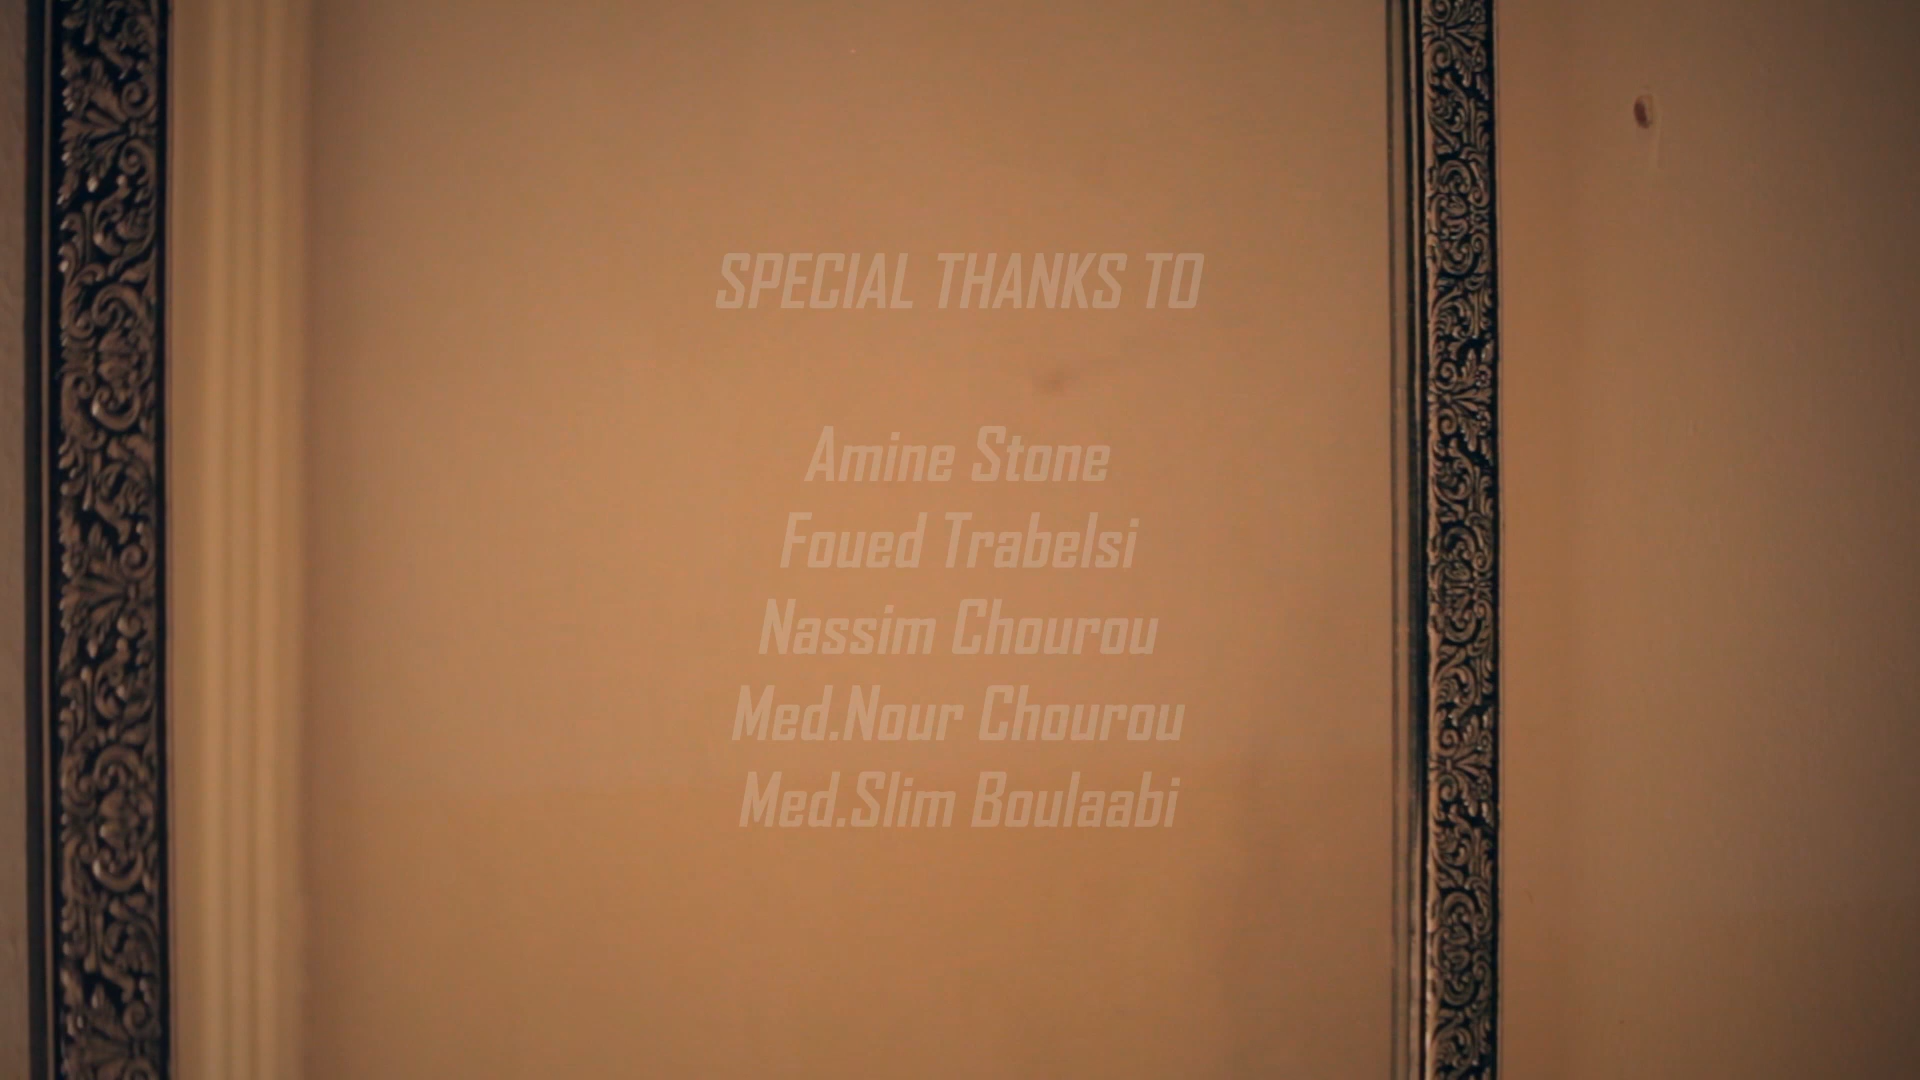 SPECIAL THANKS TO
Amine Stone
Foued Trabelsi
Nassim Chourou
Med.Nour Chourou
Med.Slim Boulaabi